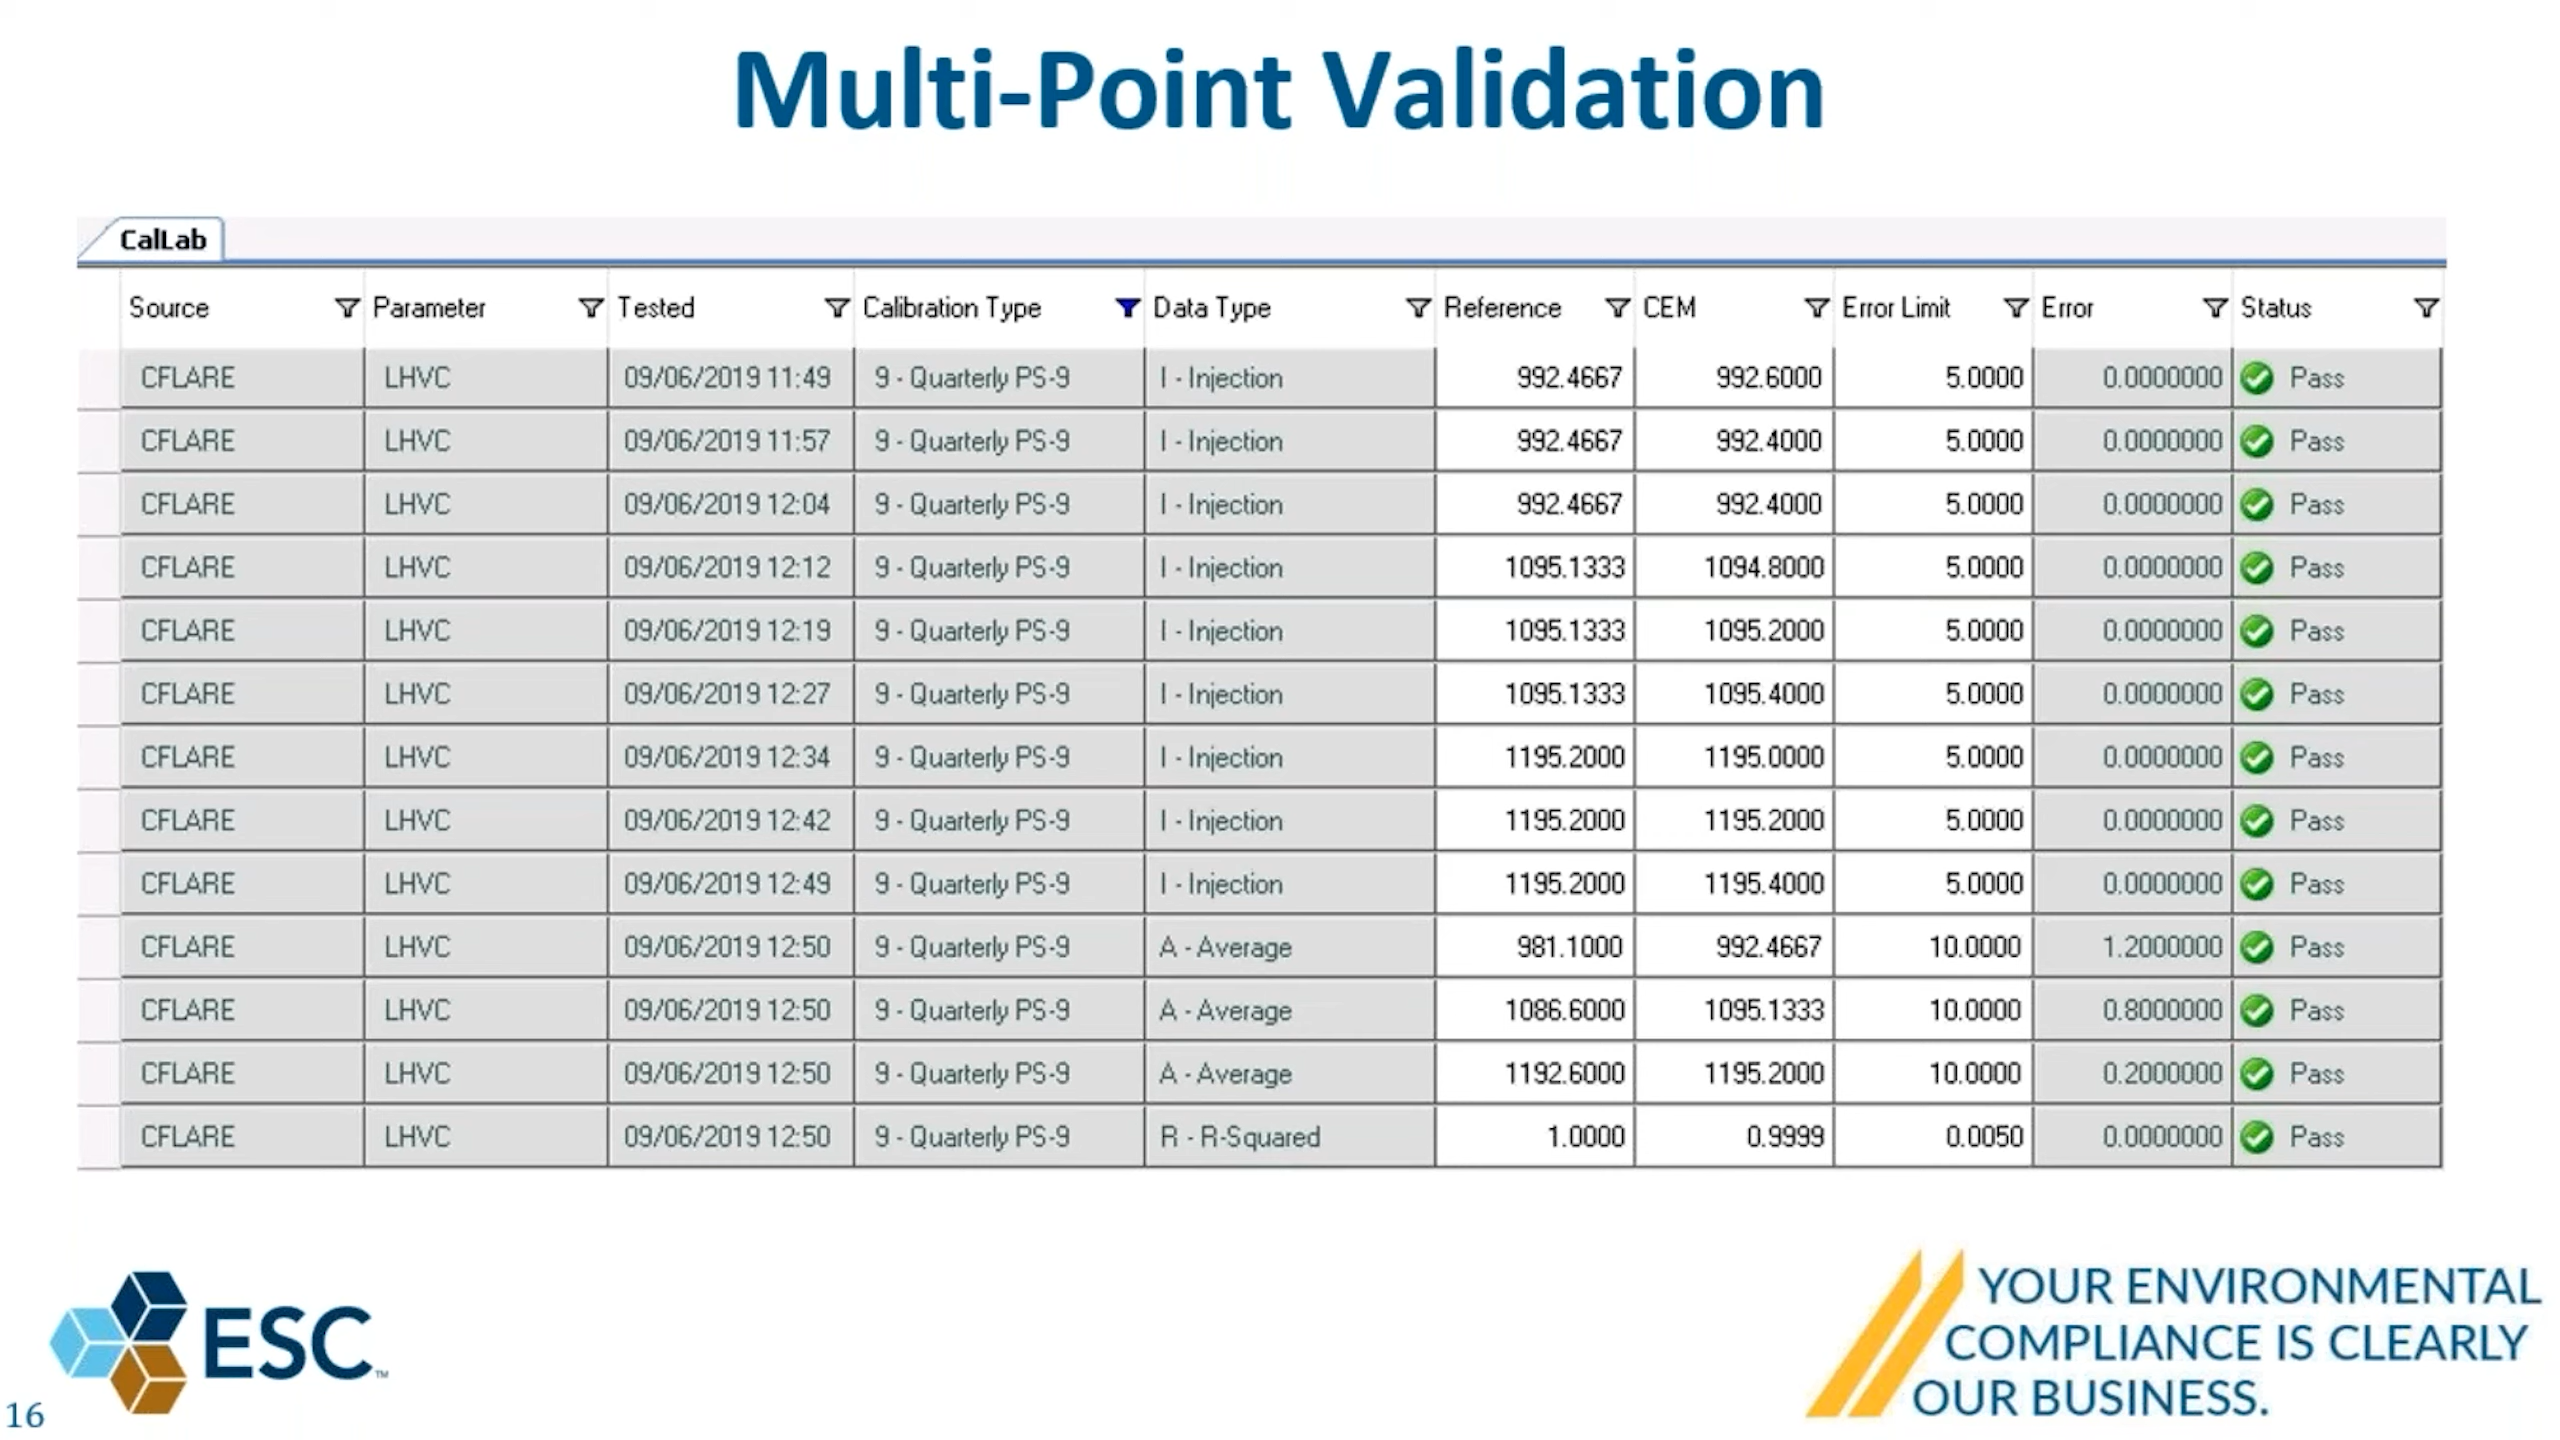 Multi-Point Validation
CalLab
Source Parameter Tested Calibration Type Data Type Reference CEM Error Limit Error Status
CFLARE LHVC 09/06/2019 11:49 9 - Quarterly PS-9 I - Injection 992.4667 992.6000 5.0000 0.0000000 Pass
CFLARE LHVC 09/06/2019 11:57 9 - Quarterly PS-9 I - Injection 992.4667 992.4000 5.0000 0.0000000 Pass
CFLARE LHVC 09/06/2019 12:04 9 - Quarterly PS-9 I - Injection 992.4667 992.4000 5.0000 0.0000000 Pass
CFLARE LHVC 09/06/2019 12:12 9 - Quarterly PS-9 I - Injection 1095.1333 1094.8000 5.0000 0.0000000 Pass
CFLARE LHVC 09/06/2019 12:19 9 - Quarterly PS-9 I - Injection 1095.1333 1095.2000 5.0000 0.0000000 Pass
CFLARE LHVC 09/06/2019 12:27 9 - Quarterly PS-9 I - Injection 1095.1333 1095.4000 5.0000 0.0000000 Pass
CFLARE LHVC 09/06/2019 12:34 9 - Quarterly PS-9 I - Injection 1195.2000 1195.0000 5.0000 0.0000000 Pass
CFLARE LHVC 09/06/2019 12:42 9 - Quarterly PS-9 I - Injection 1195.2000 1195.2000 5.0000 0.0000000 Pass
CFLARE LHVC 09/06/2019 12:49 9 - Quarterly PS-9 I - Injection 1195.2000 1195.4000 5.0000 0.0000000 Pass
CFLARE LHVC 09/06/2019 12:50 9 - Quarterly PS-9 A - Average 981.1000 992.4667 10.0000 1.2000000 Pass
CFLARE LHVC 09/06/2019 12:50 9 - Quarterly PS-9 A - Average 1086.6000 1095.1333 10.0000 0.8000000 Pass
CFLARE LHVC 09/06/2019 12:50 9 - Quarterly PS-9 A - Average 1192.6000 1195.2000 10.0000 0.2000000 Pass
CFLARE LHVC 09/06/2019 12:50 9 - Quarterly PS-9 R - R-Squared 1.0000 0.9999 0.0050 0.0000000 Pass
ESC™
YOUR ENVIRONMENTAL
COMPLIANCE IS CLEARLY
OUR BUSINESS.
16